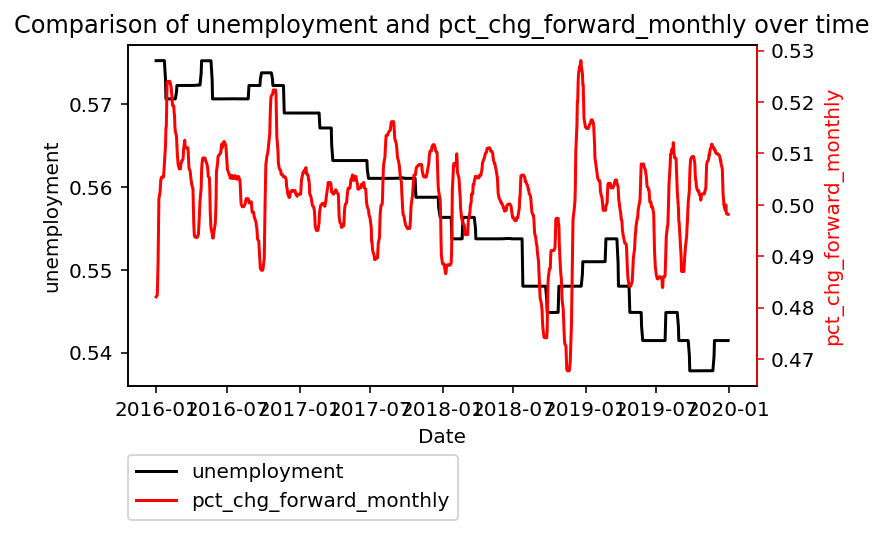 Comparison of unemployment and pct_chg_forward_monthly over time
unemployment
0.57
0.56
0.55
0.54
0.53
0.52
0.51
0.50
0.49
0.48
0.47
pct_chg_forward_monthly
2016-01 2016-07 2017-01 2017-07 2018-01 2018-07 2019-01 2019-07 2020-01
Date
unemployment
pct_chg_forward_monthly